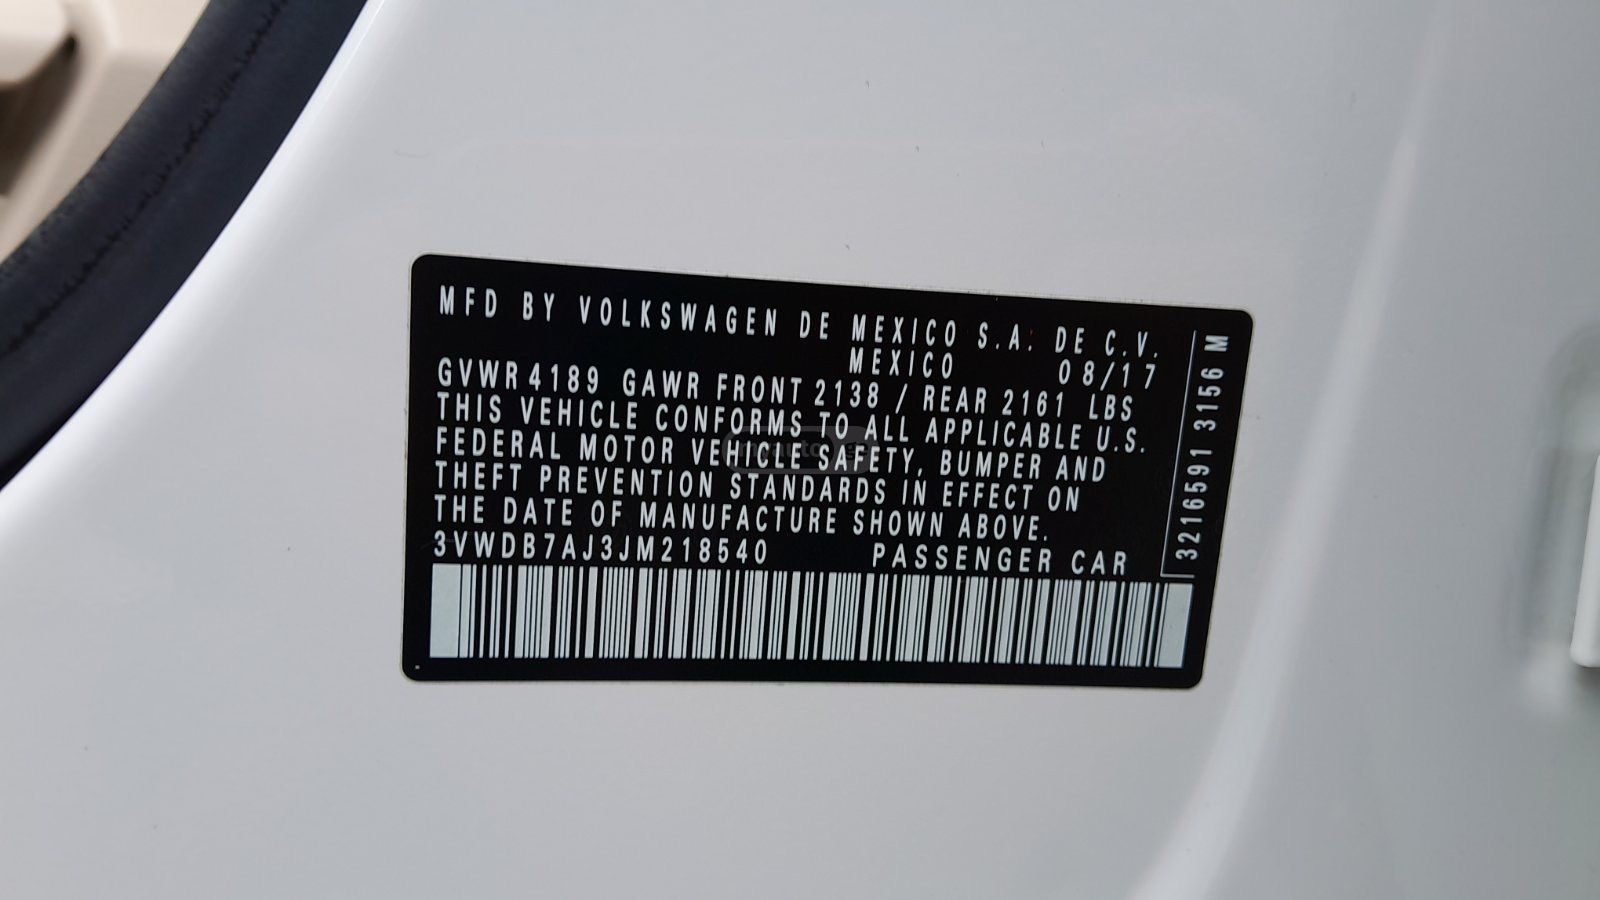 MFD BY VOLKSWAGEN DE MEXICO S.A. DE C.V.
MEXICO 08/17
GVWR 4189 GAWR FRONT 2138 / REAR 2161 LBS
THIS VEHICLE CONFORMS TO ALL APPLICABLE U.S.
FEDERAL MOTOR VEHICLE SAFETY, BUMPER AND
THEFT PREVENTION STANDARDS IN EFFECT ON
THE DATE OF MANUFACTURE SHOWN ABOVE.
3VWDB7AJ3JM218540 PASSENGER CAR
3216591 3156 M
myauto.ge